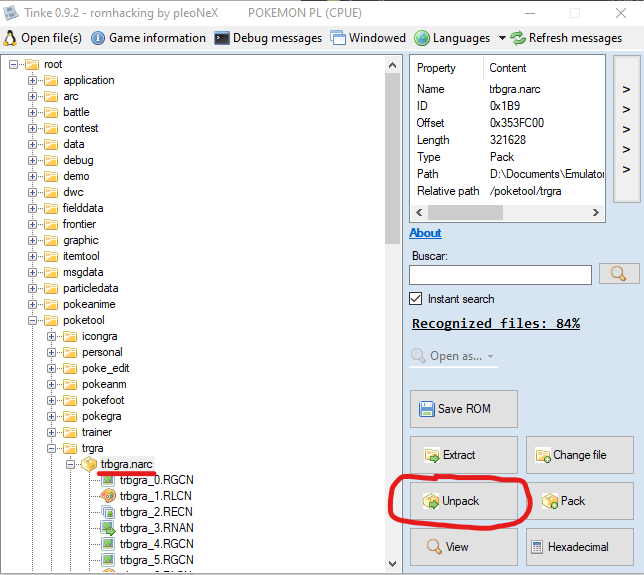 Tinke 0.9.2 - romhacking by pleoNeX POKEMON PL (CPUE)
Open file(s) Game information Debug messages Windowed Languages Refresh messages
root
application
arc
battle
contest
data
debug
demo
dwc
fielddata
frontier
graphic
itemtool
msgdata
particledata
pokeanime
poketool
icongra
personal
poke_edit
pokeanm
pokefoot
pokegra
trainer
trgra
trbgra.narc
trbgra_0.RGCN
trbgra_1.RLCN
trbgra_2.RECN
trbgra_3.RNAN
trbgra_4.RGCN
trbgra_5.RGCN
Property Content
Name trbgra.narc
ID 0x1B9
Offset 0x353FC00
Length 321628
Type Pack
Path D:\Documents\Emulator
Relative path /poketool/trgra
>
>
>
>
>
About
Buscar:
Instant search
Recognized files: 84%
Open as...
Save ROM
Extract Change file
Unpack Pack
View Hexadecimal